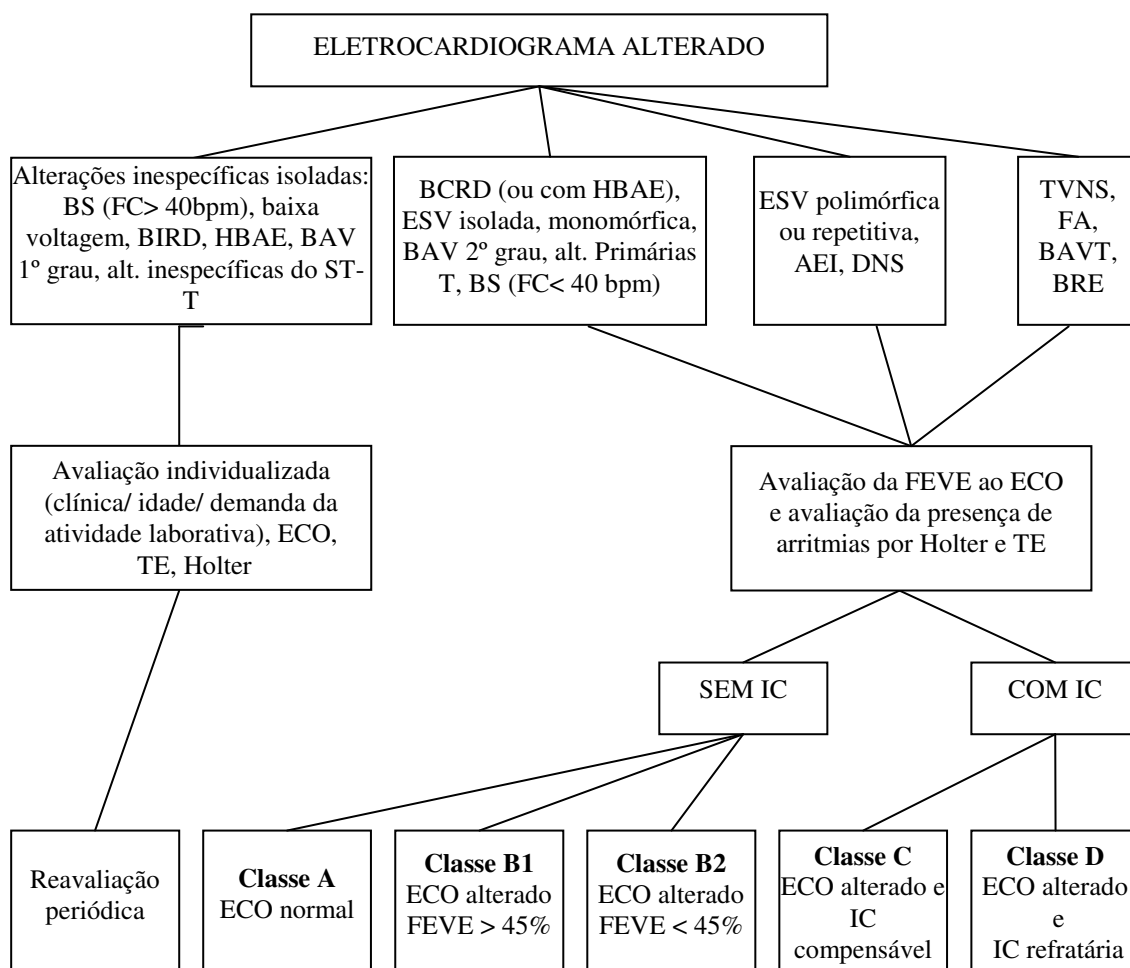 ELETROCARDIOGRAMA ALTERADO
Alterações inespecíficas isoladas:
BS (FC> 40bpm), baixa
voltagem, BIRD, HBAE, BAV
1º grau, alt. inespecíficas do ST-
T
BCRD (ou com HBAE),
ESV isolada, monomórfica,
BAV 2º grau, alt. Primárias
T, BS (FC< 40 bpm)
ESV polimórfica
ou repetitiva,
AEI, DNS
TVNS,
FA,
BAVT,
BRE
Avaliação individualizada
(clínica/ idade/ demanda da
atividade laborativa), ECO,
TE, Holter
Avaliação da FEVE ao ECO
e avaliação da presença de
arritmias por Holter e TE
SEM IC
COM IC
Reavaliação
periódica
Classe A
ECO normal
Classe B1
ECO alterado
FEVE > 45%
Classe B2
ECO alterado
FEVE < 45%
Classe C
ECO alterado e
IC
compensável
Classe D
ECO alterado
e
IC refratária